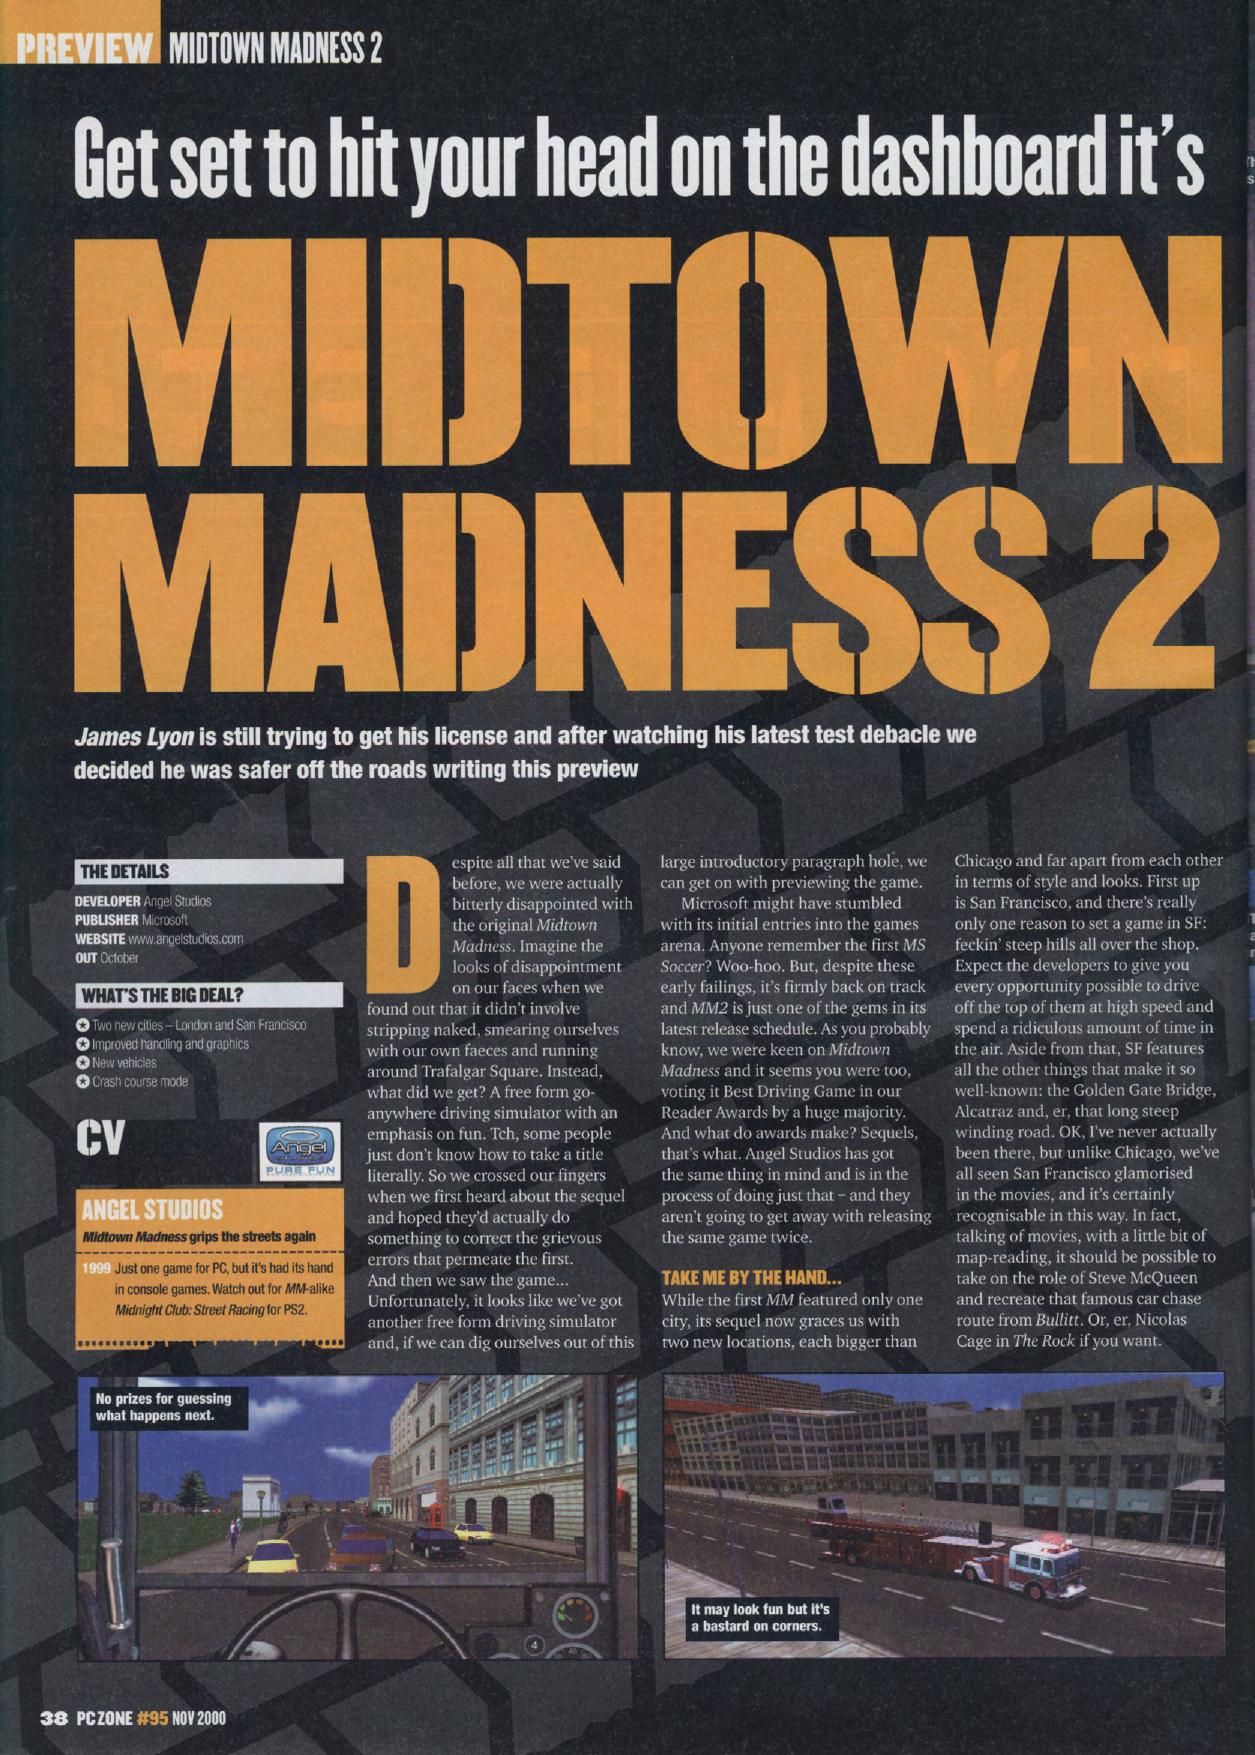 PREVIEW MIDTOWN MADNESS 2
Get set to hit your head on the dashboard it's
MIDTOWN
MADNESS 2
James Lyon is still trying to get his license and after watching his latest test debacle we
decided he was safer off the roads writing this preview
THE DETAILS
DEVELOPER Angel Studios
PUBLISHER Microsoft
WEBSITE www.angelstudios.com
OUT October
WHAT'S THE BIG DEAL?
Two new cities – London and San Francisco
Improved handling and graphics
New vehicles
Crash course mode
CV
Angel
PURE FUN
ANGEL STUDIOS
Midtown Madness grips the streets again
1999 Just one game for PC, but it's had its hand
in console games. Watch out for MM-alike
Midnight Club: Street Racing for PS2.
Despite all that we've said
before, we were actually
bitterly disappointed with
the original Midtown
Madness. Imagine the
looks of disappointment
on our faces when we
found out that it didn't involve
stripping naked, smearing ourselves
with our own faeces and running
around Trafalgar Square. Instead,
what did we get? A free form go-
anywhere driving simulator with an
emphasis on fun. Tch, some people
just don't know how to take a title
literally. So we crossed our fingers
when we first heard about the sequel
and hoped they'd actually do
something to correct the grievous
errors that permeate the first.
And then we saw the game...
Unfortunately, it looks like we've got
another free form driving simulator
and, if we can dig ourselves out of this
large introductory paragraph hole, we
can get on with previewing the game.
Microsoft might have stumbled
with its initial entries into the games
arena. Anyone remember the first MS
Soccer? Woo-hoo. But, despite these
early failings, it's firmly back on track
and MM2 is just one of the gems in its
latest release schedule. As you probably
know, we were keen on Midtown
Madness and it seems you were too,
voting it Best Driving Game in our
Reader Awards by a huge majority.
And what do awards make? Sequels,
that's what. Angel Studios has got
the same thing in mind and is in the
process of doing just that – and they
aren't going to get away with releasing
the same game twice.
TAKE ME BY THE HAND...
While the first MM featured only one
city, its sequel now graces us with
two new locations, each bigger than
Chicago and far apart from each other
in terms of style and looks. First up
is San Francisco, and there's really
only one reason to set a game in SF:
feckin' steep hills all over the shop.
Expect the developers to give you
every opportunity possible to drive
off the top of them at high speed and
spend a ridiculous amount of time in
the air. Aside from that, SF features
all the other things that make it so
well-known: the Golden Gate Bridge,
Alcatraz and, er, that long steep
winding road. OK, I've never actually
been there, but unlike Chicago, we've
all seen San Francisco glamorised
in the movies, and it's certainly
recognisable in this way. In fact,
talking of movies, with a little bit of
map-reading, it should be possible to
take on the role of Steve McQueen
and recreate that famous car chase
route from Bullitt. Or, er, Nicolas
Cage in The Rock if you want.
No prizes for guessing
what happens next.
4
It may look fun but it's
a bastard on corners.
38 PCZONE #95 NOV 2000